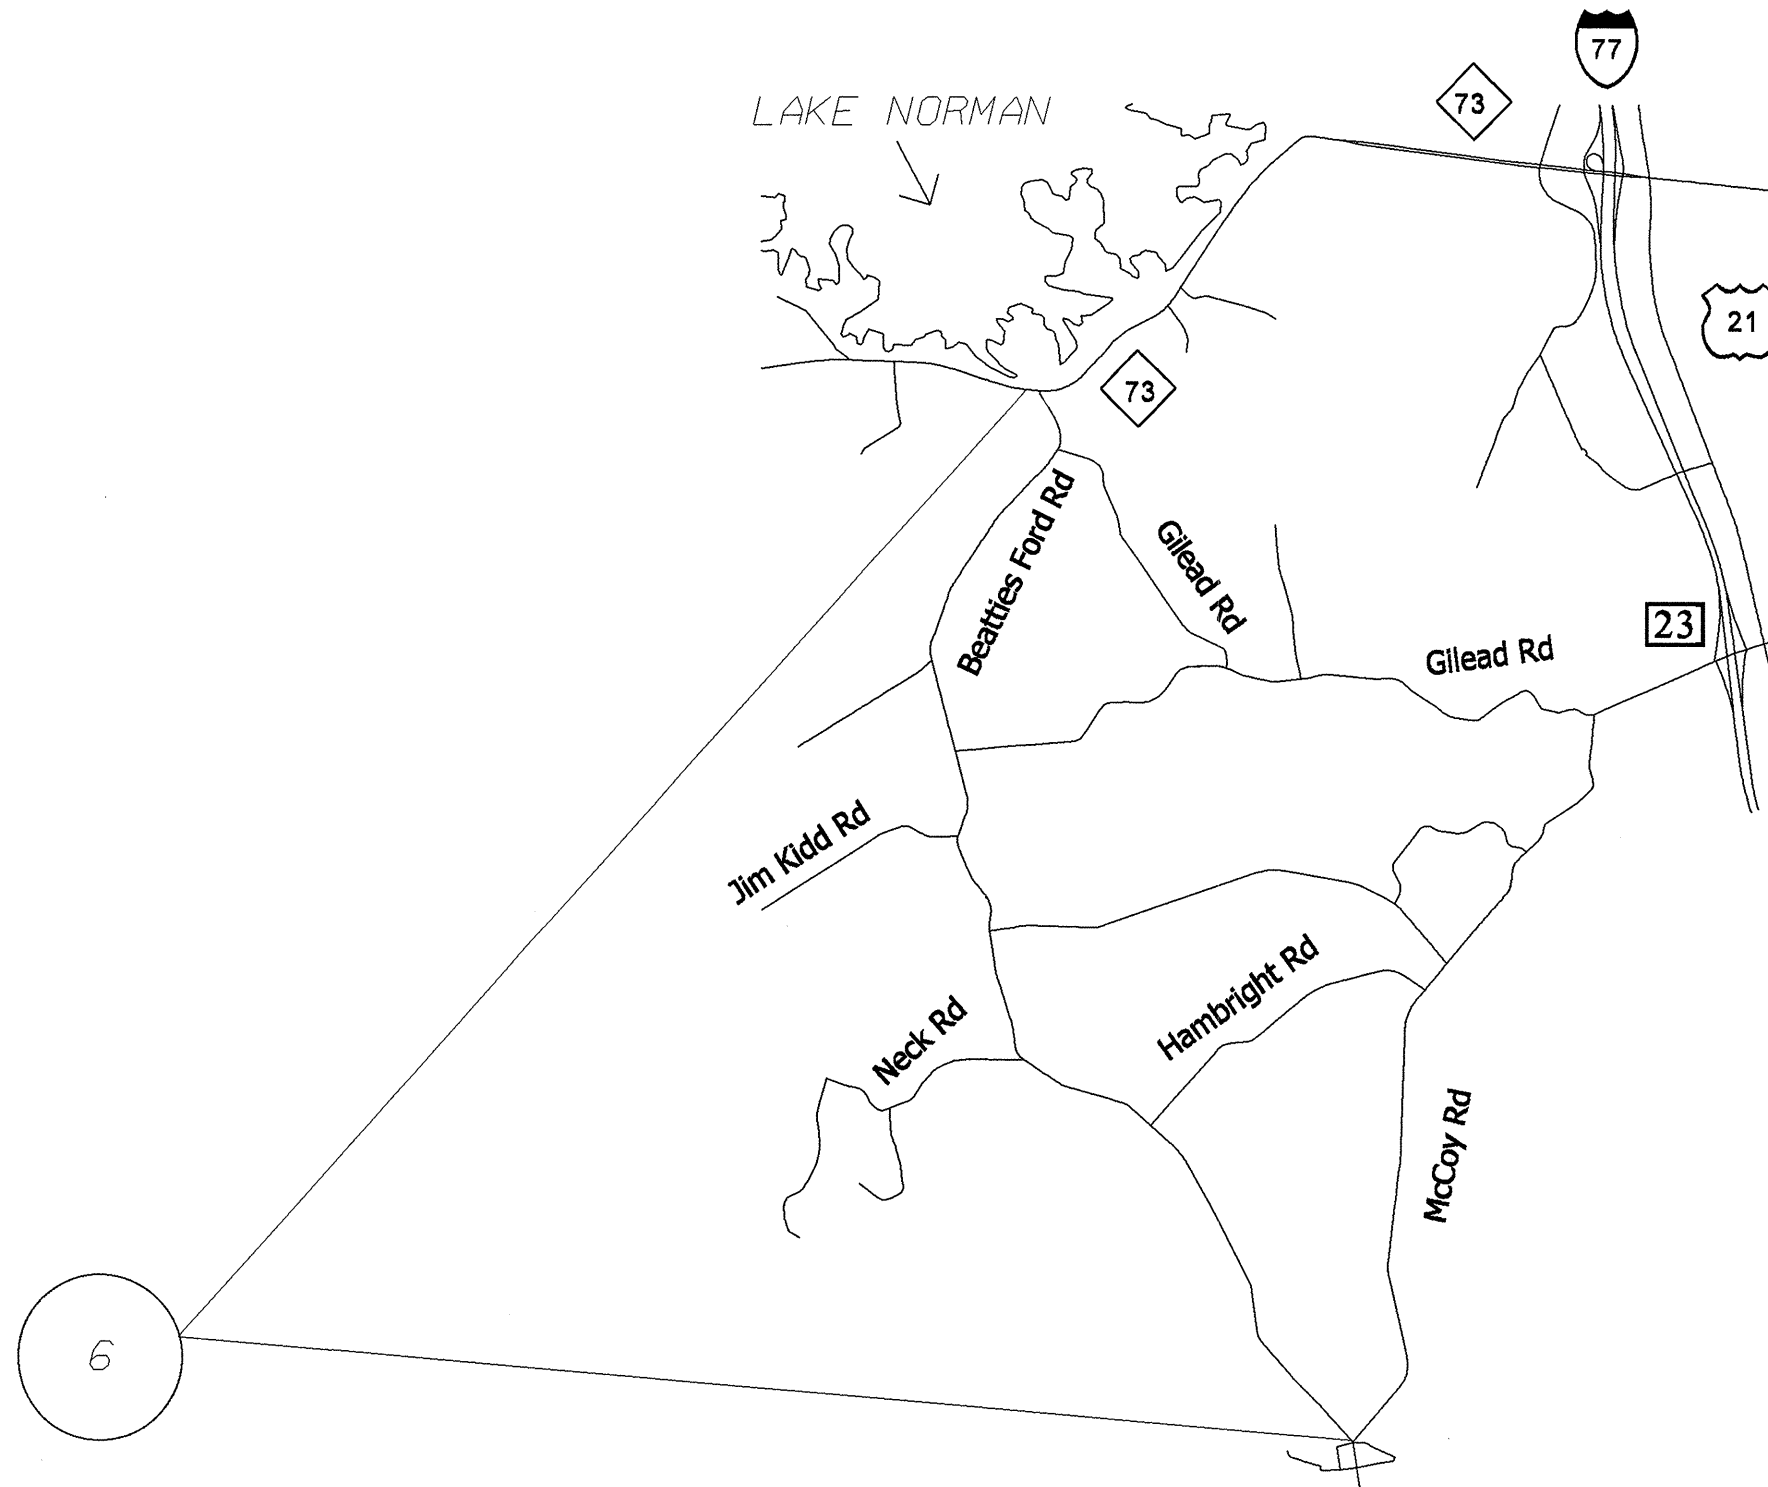 77
73
LAKE NORMAN
21
73
Beatties Ford Rd
Gilead Rd
23
Gilead Rd
Jim Kidd Rd
Hambright Rd
Neck Rd
McCoy Rd
6